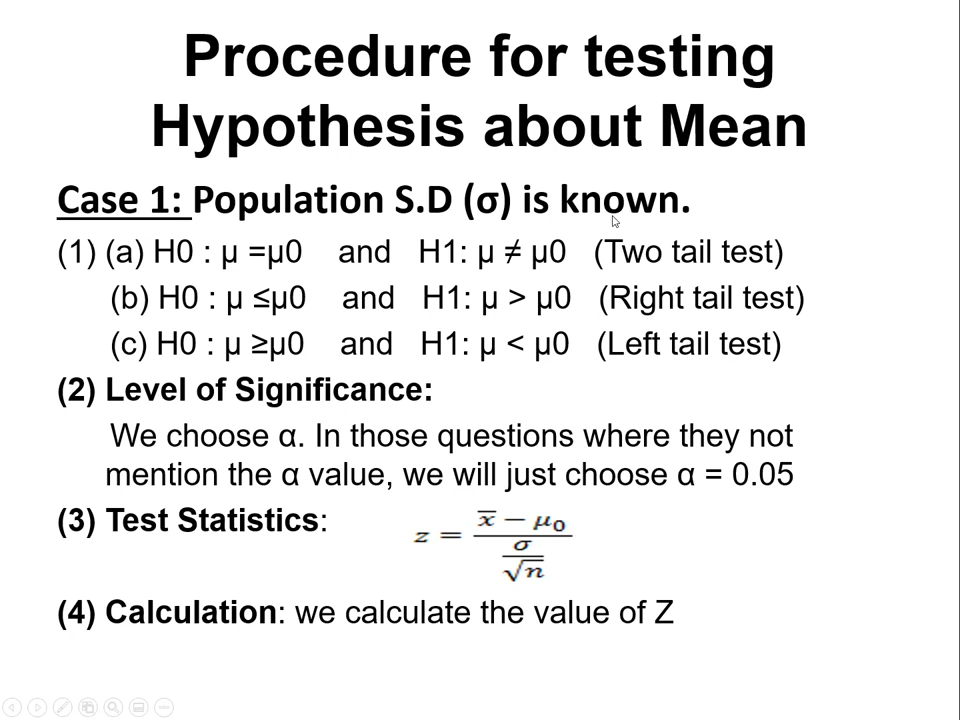 Procedure for testing
Hypothesis about Mean
Case 1: Population S.D (σ) is known.
(1) (a) H0 : µ =µ0 and H1: µ ≠ µ0 (Two tail test)
(b) H0 : µ ≤µ0 and H1: µ > µ0 (Right tail test)
(c) H0 : µ ≥µ0 and H1: µ < µ0 (Left tail test)
(2) Level of Significance:
We choose α. In those questions where they not
mention the α value, we will just choose α = 0.05
(3) Test Statistics: z = (x̅ − μ₀) / (σ / √n)
(4) Calculation: we calculate the value of Z